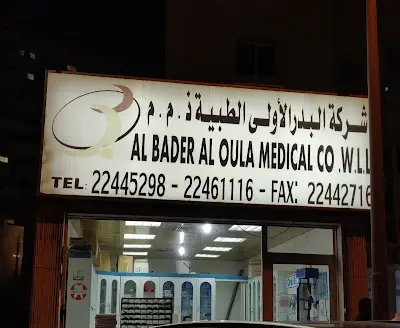 شركة البدر الأولى الطبية ذ.م.م
AL BADER AL OULA MEDICAL CO .W.L.L
TEL: 22445298 - 22461116 - FAX: 22442716